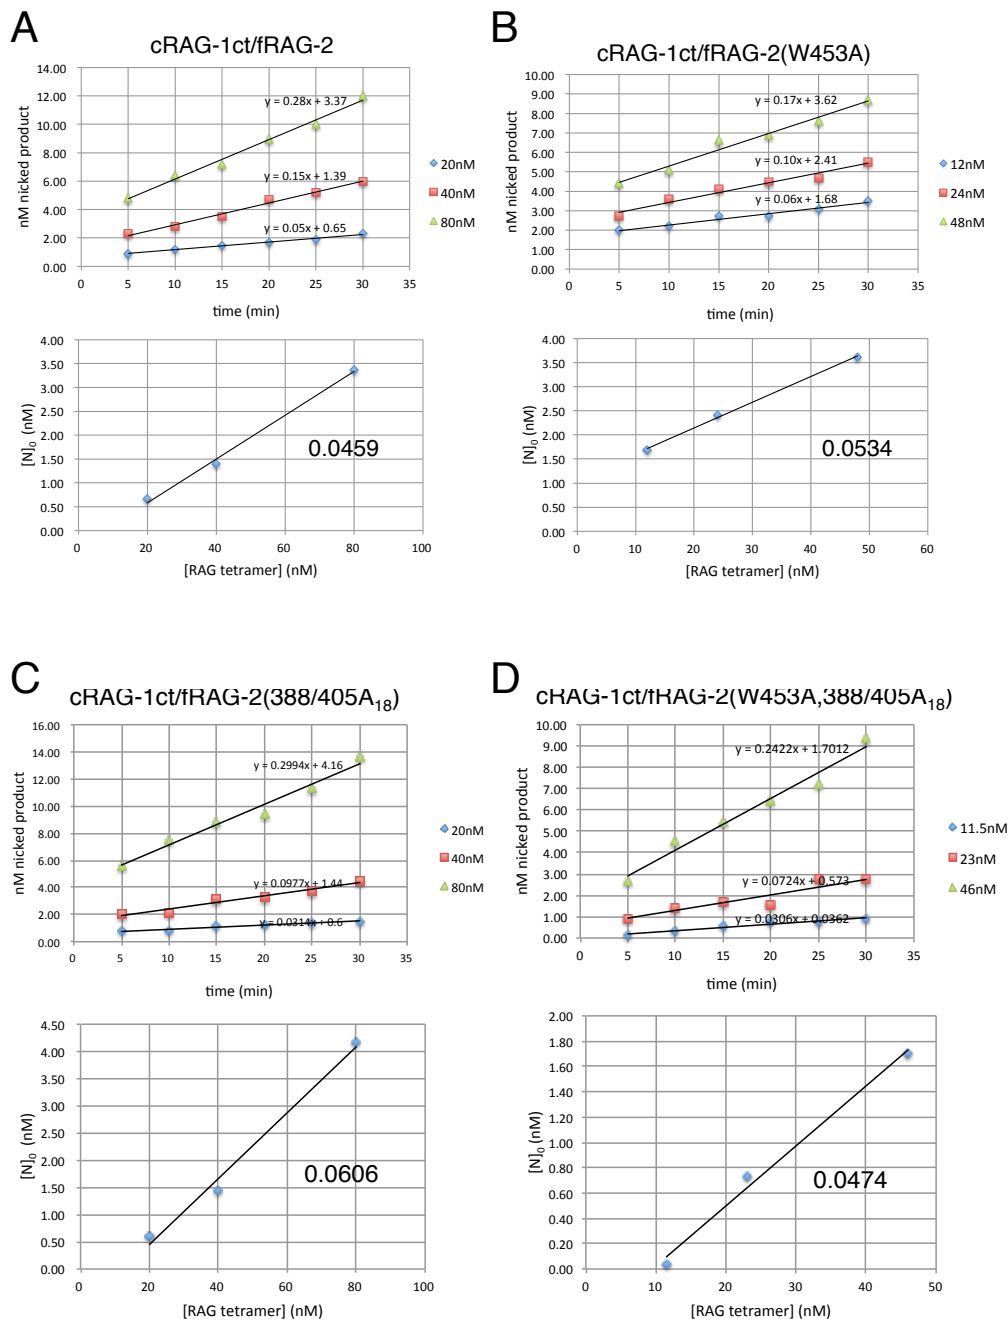 A
cRAG-1ct/fRAG-2
14.00
12.00
10.00
8.00
6.00
4.00
2.00
0.00
nM nicked product
y = 0.28x + 3.37
y = 0.15x + 1.39
y = 0.05x + 0.65
0 5 10 15 20 25 30 35
time (min)
20nM
40nM
80nM
4.00
3.50
3.00
2.50
2.00
1.50
1.00
0.50
0.00
[N]₀ (nM)
0.0459
0 20 40 60 80 100
[RAG tetramer] (nM)
B
cRAG-1ct/fRAG-2(W453A)
10.00
9.00
8.00
7.00
6.00
5.00
4.00
3.00
2.00
1.00
0.00
nM nicked product
y = 0.17x + 3.62
y = 0.10x + 2.41
y = 0.06x + 1.68
0 5 10 15 20 25 30 35
time (min)
12nM
24nM
48nM
4.00
3.50
3.00
2.50
2.00
1.50
1.00
0.50
0.00
[N]₀ (nM)
0.0534
0 10 20 30 40 50 60
[RAG tetramer] (nM)
C
cRAG-1ct/fRAG-2(388/405A₁₈)
16.00
14.00
12.00
10.00
8.00
6.00
4.00
2.00
0.00
nM nicked product
y = 0.2994x + 4.16
y = 0.0977x + 1.44
y = 0.0314x + 0.6
0 5 10 15 20 25 30 35
time (min)
20nM
40nM
80nM
4.50
4.00
3.50
3.00
2.50
2.00
1.50
1.00
0.50
0.00
[N]₀ (nM)
0.0606
0 20 40 60 80 100
[RAG tetramer] (nM)
D
cRAG-1ct/fRAG-2(W453A,388/405A₁₈)
10.00
9.00
8.00
7.00
6.00
5.00
4.00
3.00
2.00
1.00
0.00
nM nicked product
y = 0.2422x + 1.7012
y = 0.0724x + 0.573
y = 0.0306x + 0.0362
0 5 10 15 20 25 30 35
time (min)
11.5nM
23nM
46nM
2.00
1.80
1.60
1.40
1.20
1.00
0.80
0.60
0.40
0.20
0.00
[N]₀ (nM)
0.0474
0 10 20 30 40 50
[RAG tetramer] (nM)